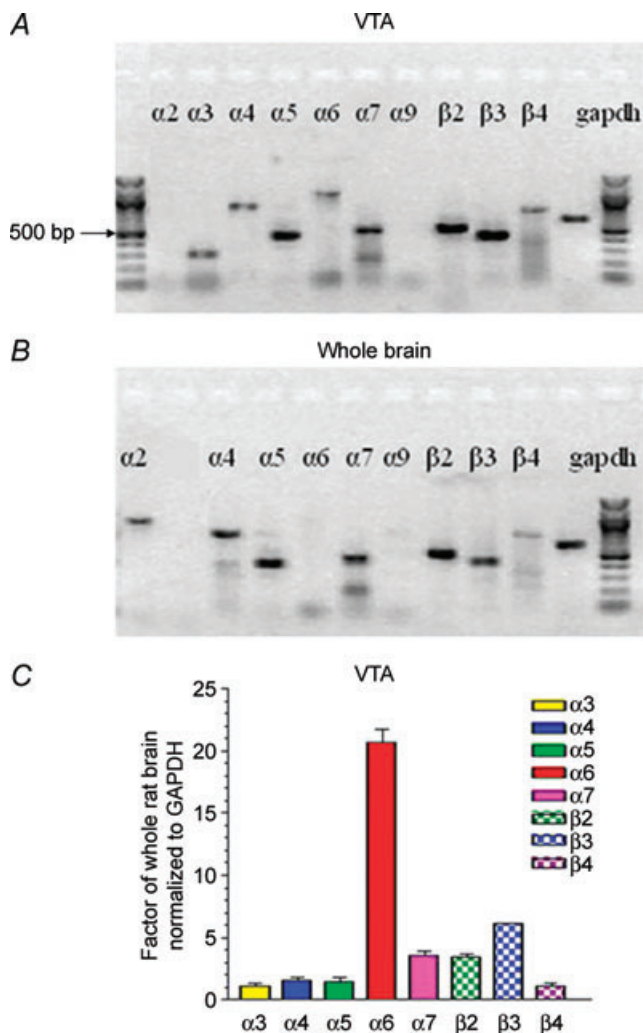 A
VTA
α2 α3 α4 α5 α6 α7 α9 β2 β3 β4 gapdh
500 bp
B
Whole brain
α2 α4 α5 α6 α7 α9 β2 β3 β4 gapdh
C
VTA
Factor of whole rat brain
normalized to GAPDH
25
20
15
10
5
0
α3 α4 α5 α6 α7 β2 β3 β4
α3
α4
α5
α6
α7
β2
β3
β4